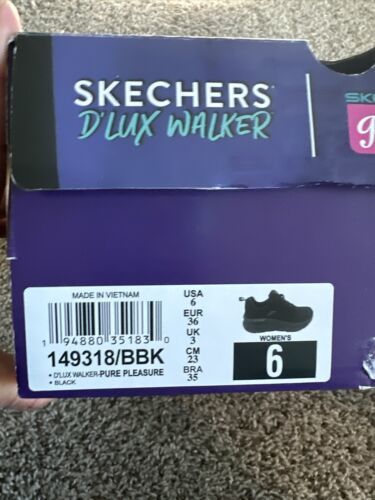 SKECHERS
D'LUX WALKER
SK
g
MADE IN VIETNAM
1 94880 35183 0
149318/BBK
• D'LUX WALKER-PURE PLEASURE
• BLACK
USA
6
EUR
36
UK
3
CM
23
BRA
35
WOMEN'S
6